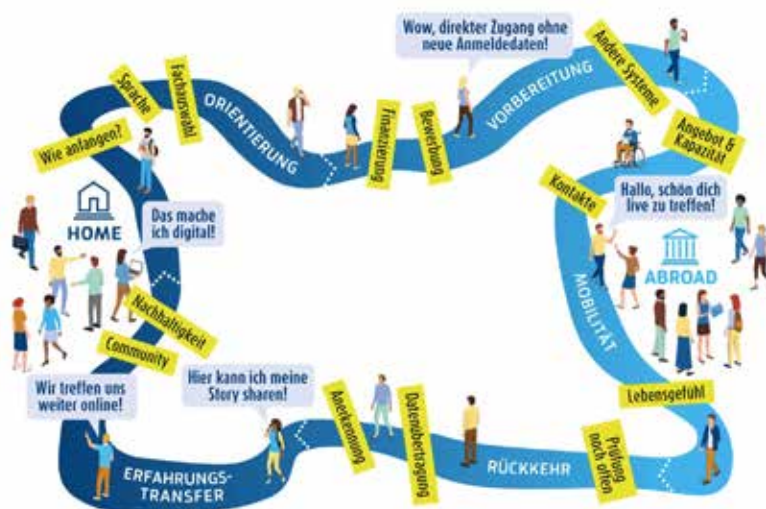 Wow, direkter Zugang ohne
neue Anmeldedaten!
Sprache
Fachauswahl
Wie anfangen?
ORIENTIERUNG
Finanzierung
Bewerbung
VORBEREITUNG
Andere Systeme
Angebot &
Kapazität
Kontakte
Hallo, schön dich
live zu treffen!
HOME
Das mache
ich digital!
ABROAD
MOBILITÄT
Nachhaltigkeit
Community
Wir treffen uns
weiter online!
Hier kann ich meine
Story sharen!
Anerkennung
Datenübertragung
Lebensgefühl
Prüfung
noch offen
RÜCKKEHR
ERFAHRUNGS-
TRANSFER